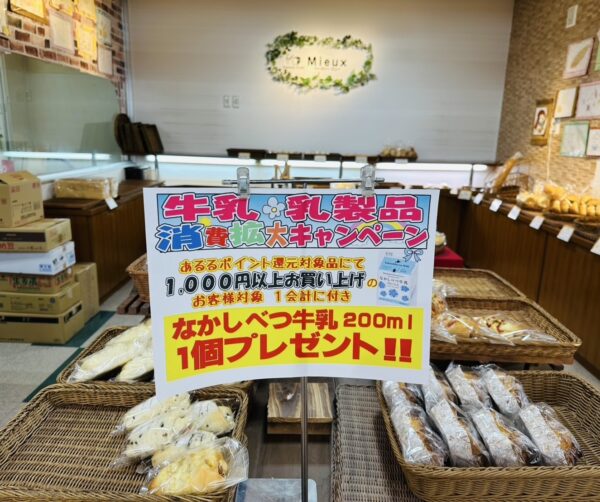 Mieux
牛乳・乳製品
消費拡大キャンペーン
あるるポイント還元対象品にて
1,000円以上お買い上げの
お客様対象 1会計に付き
なかしべつ牛乳 200ml
1個プレゼント!!